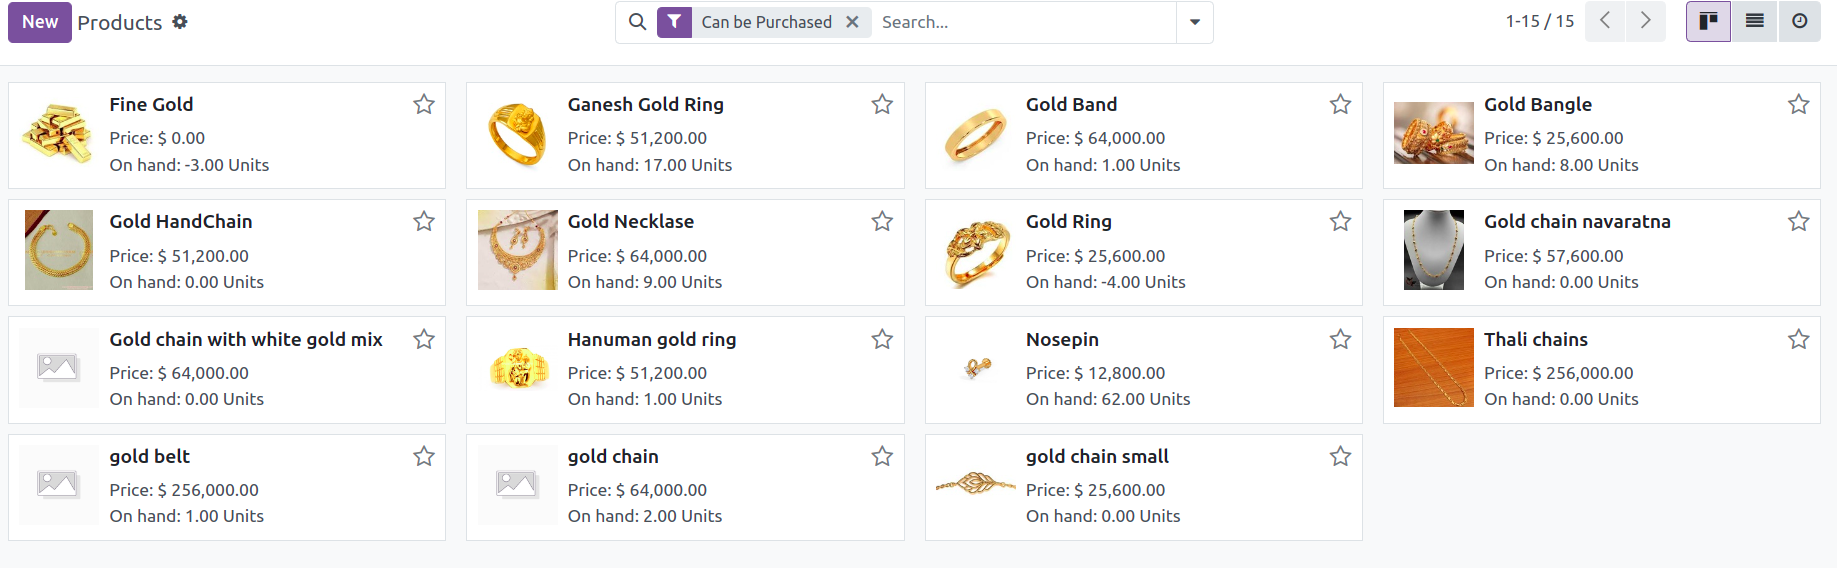 New Products Can be Purchased Search... 1-15 / 15
Fine Gold
Price: $ 0.00
On hand: -3.00 Units
Ganesh Gold Ring
Price: $ 51,200.00
On hand: 17.00 Units
Gold Band
Price: $ 64,000.00
On hand: 1.00 Units
Gold Bangle
Price: $ 25,600.00
On hand: 8.00 Units
Gold HandChain
Price: $ 51,200.00
On hand: 0.00 Units
Gold Necklase
Price: $ 64,000.00
On hand: 9.00 Units
Gold Ring
Price: $ 25,600.00
On hand: -4.00 Units
Gold chain navaratna
Price: $ 57,600.00
On hand: 0.00 Units
Gold chain with white gold mix
Price: $ 64,000.00
On hand: 0.00 Units
Hanuman gold ring
Price: $ 51,200.00
On hand: 1.00 Units
Nosepin
Price: $ 12,800.00
On hand: 62.00 Units
Thali chains
Price: $ 256,000.00
On hand: 0.00 Units
gold belt
Price: $ 256,000.00
On hand: 1.00 Units
gold chain
Price: $ 64,000.00
On hand: 2.00 Units
gold chain small
Price: $ 25,600.00
On hand: 0.00 Units